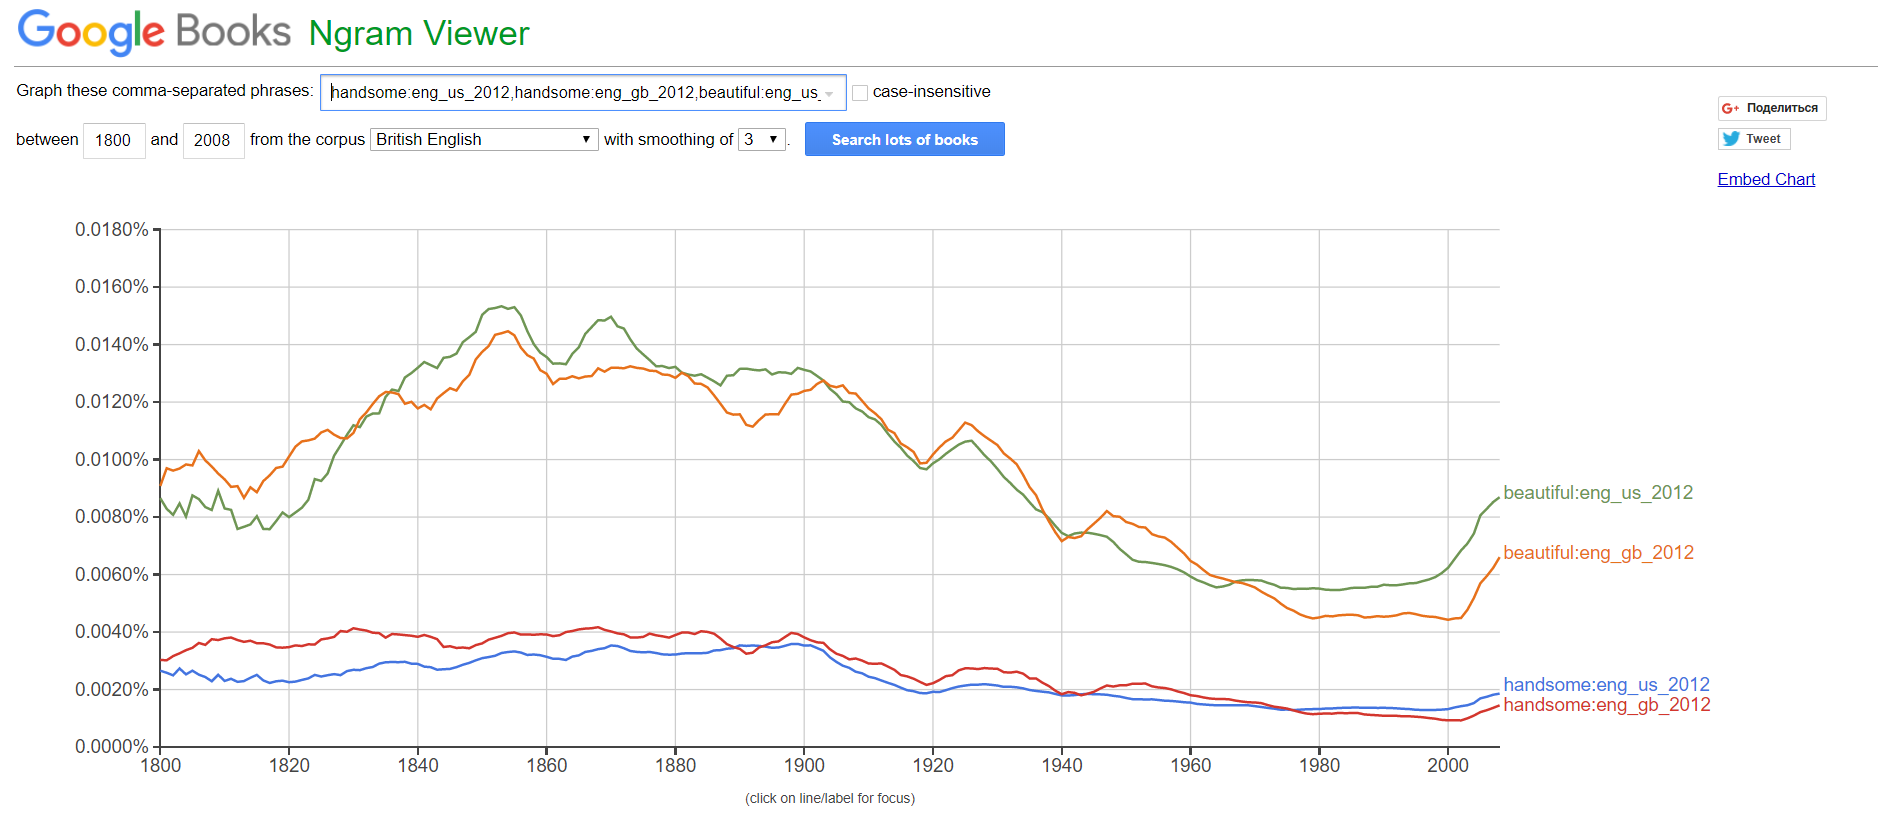 Google Books Ngram Viewer
Graph these comma-separated phrases: handsome:eng_us_2012,handsome:eng_gb_2012,beautiful:eng_us_ case-insensitive
between 1800 and 2008 from the corpus British English with smoothing of 3 . Search lots of books
Поделиться
Tweet
Embed Chart
0.0180%
0.0160%
0.0140%
0.0120%
0.0100%
0.0080%
0.0060%
0.0040%
0.0020%
0.0000%
beautiful:eng_us_2012
beautiful:eng_gb_2012
handsome:eng_us_2012
handsome:eng_gb_2012
1800 1820 1840 1860 1880 1900 1920 1940 1960 1980 2000
(click on line/label for focus)